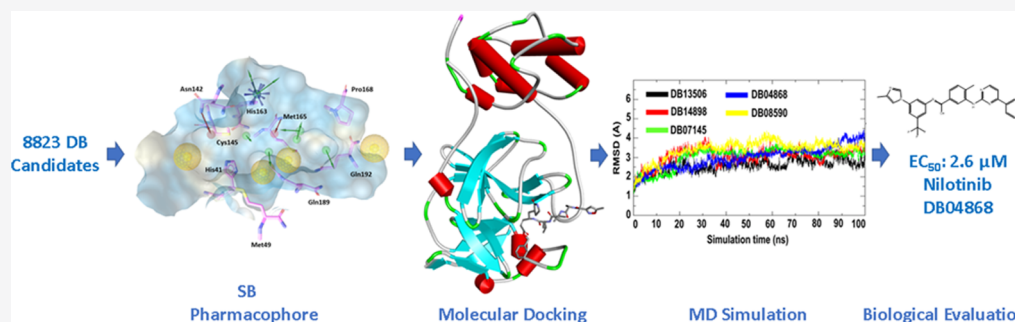 8823 DB
Candidates
Asn142
His163
Pro168
Met165
Cys145
His41
Gln192
Gln189
Met49
SB
Pharmacophore
Molecular Docking
RMSD (A)
6
5
4
3
2
1
0
DB13506
DB04868
DB14898
DB08590
DB07145
0 10 20 30 40 50 60 70 80 90 100
Simulation time (ns)
MD Simulation
EC50: 2.6 μM
Nilotinib
DB04868
Biological Evaluation